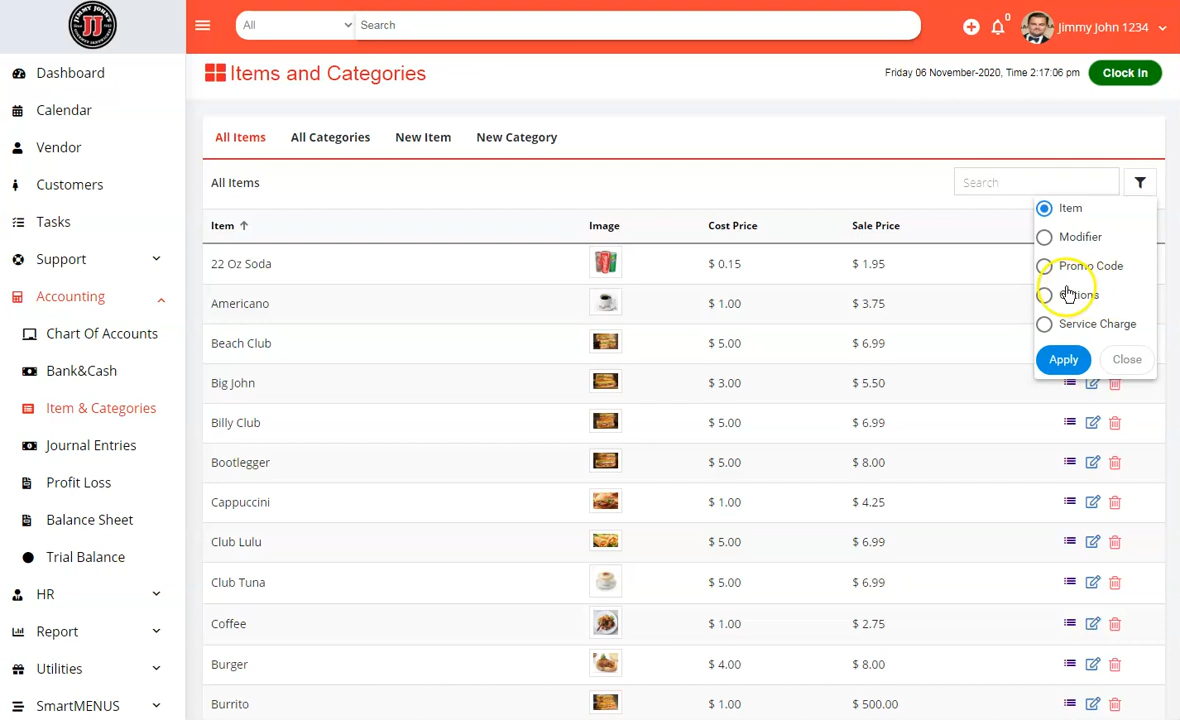 JIMMY JOHN'S
JJ
All
Search
0
Jimmy John 1234
Dashboard
Calendar
Vendor
Customers
Tasks
Support
Accounting
Chart Of Accounts
Bank&Cash
Item & Categories
Journal Entries
Profit Loss
Balance Sheet
Trial Balance
HR
Report
Utilities
SmartMENUS
Items and Categories
Friday 06 November-2020, Time 2:17:06 pm
Clock In
All Items All Categories New Item New Category
All Items
Search
Item Image Cost Price Sale Price
22 Oz Soda $ 0.15 $ 1.95
Americano $ 1.00 $ 3.75
Beach Club $ 5.00 $ 6.99
Big John $ 3.00 $ 5.50
Billy Club $ 5.00 $ 6.99
Bootlegger $ 5.00 $ 8.00
Cappuccini $ 1.00 $ 4.25
Club Lulu $ 5.00 $ 6.99
Club Tuna $ 5.00 $ 6.99
Coffee $ 1.00 $ 2.75
Burger $ 4.00 $ 8.00
Burrito $ 1.00 $ 500.00
Item
Modifier
Promo Code
Options
Service Charge
Apply Close